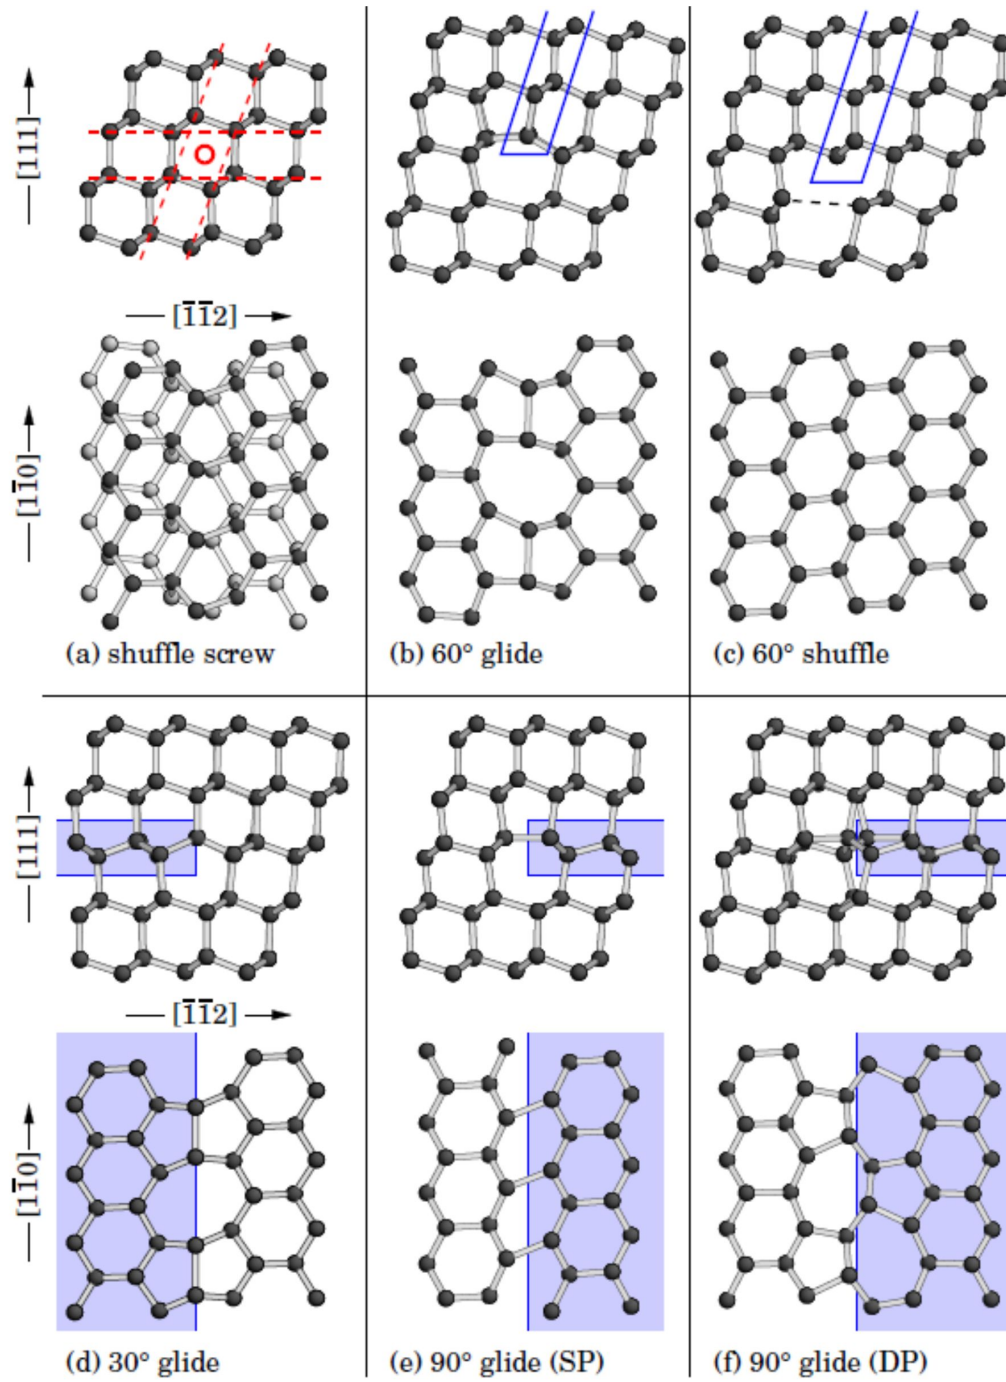 [111]
O
[1̅1̅2]
[11̅0]
(a) shuffle screw
(b) 60° glide
(c) 60° shuffle
[111]
[1̅1̅2]
[11̅0]
(d) 30° glide
(e) 90° glide (SP)
(f) 90° glide (DP)